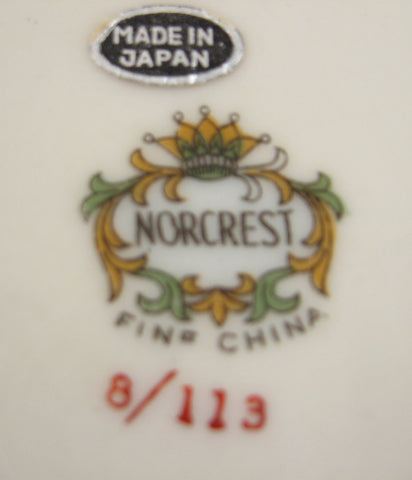 MADE IN
JAPAN
NORCREST
FINE CHINA
8/113